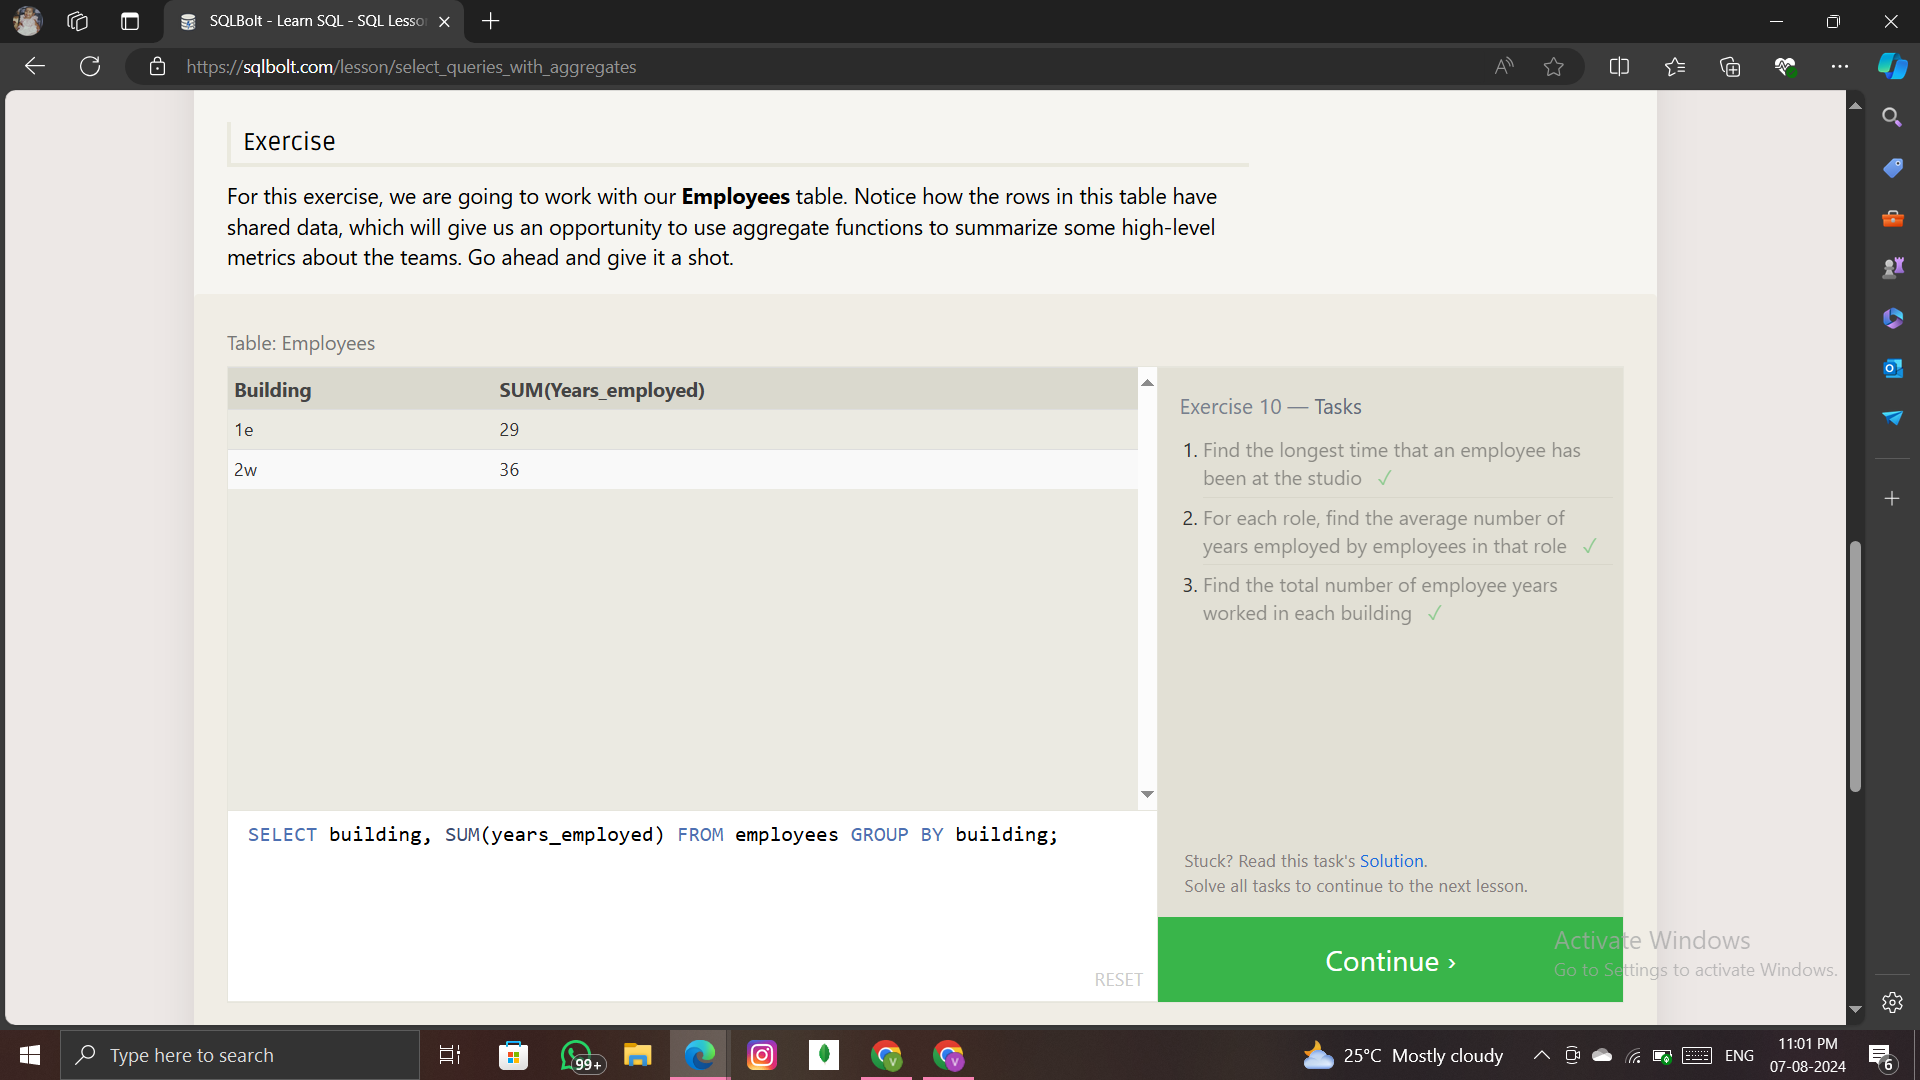 SQLBolt - Learn SQL - SQL Lesso
https://sqlbolt.com/lesson/select_queries_with_aggregates
Exercise
For this exercise, we are going to work with our Employees table. Notice how the rows in this table have
shared data, which will give us an opportunity to use aggregate functions to summarize some high-level
metrics about the teams. Go ahead and give it a shot.
Table: Employees
Building SUM(Years_employed)
1e 29
2w 36
SELECT building, SUM(years_employed) FROM employees GROUP BY building;
RESET
Exercise 10 — Tasks
1. Find the longest time that an employee has
been at the studio ✓
2. For each role, find the average number of
years employed by employees in that role ✓
3. Find the total number of employee years
worked in each building ✓
Stuck? Read this task's Solution.
Solve all tasks to continue to the next lesson.
Continue ›
Activate Windows
Go to Settings to activate Windows.
Type here to search
99+
25°C Mostly cloudy
ENG
11:01 PM
07-08-2024
6